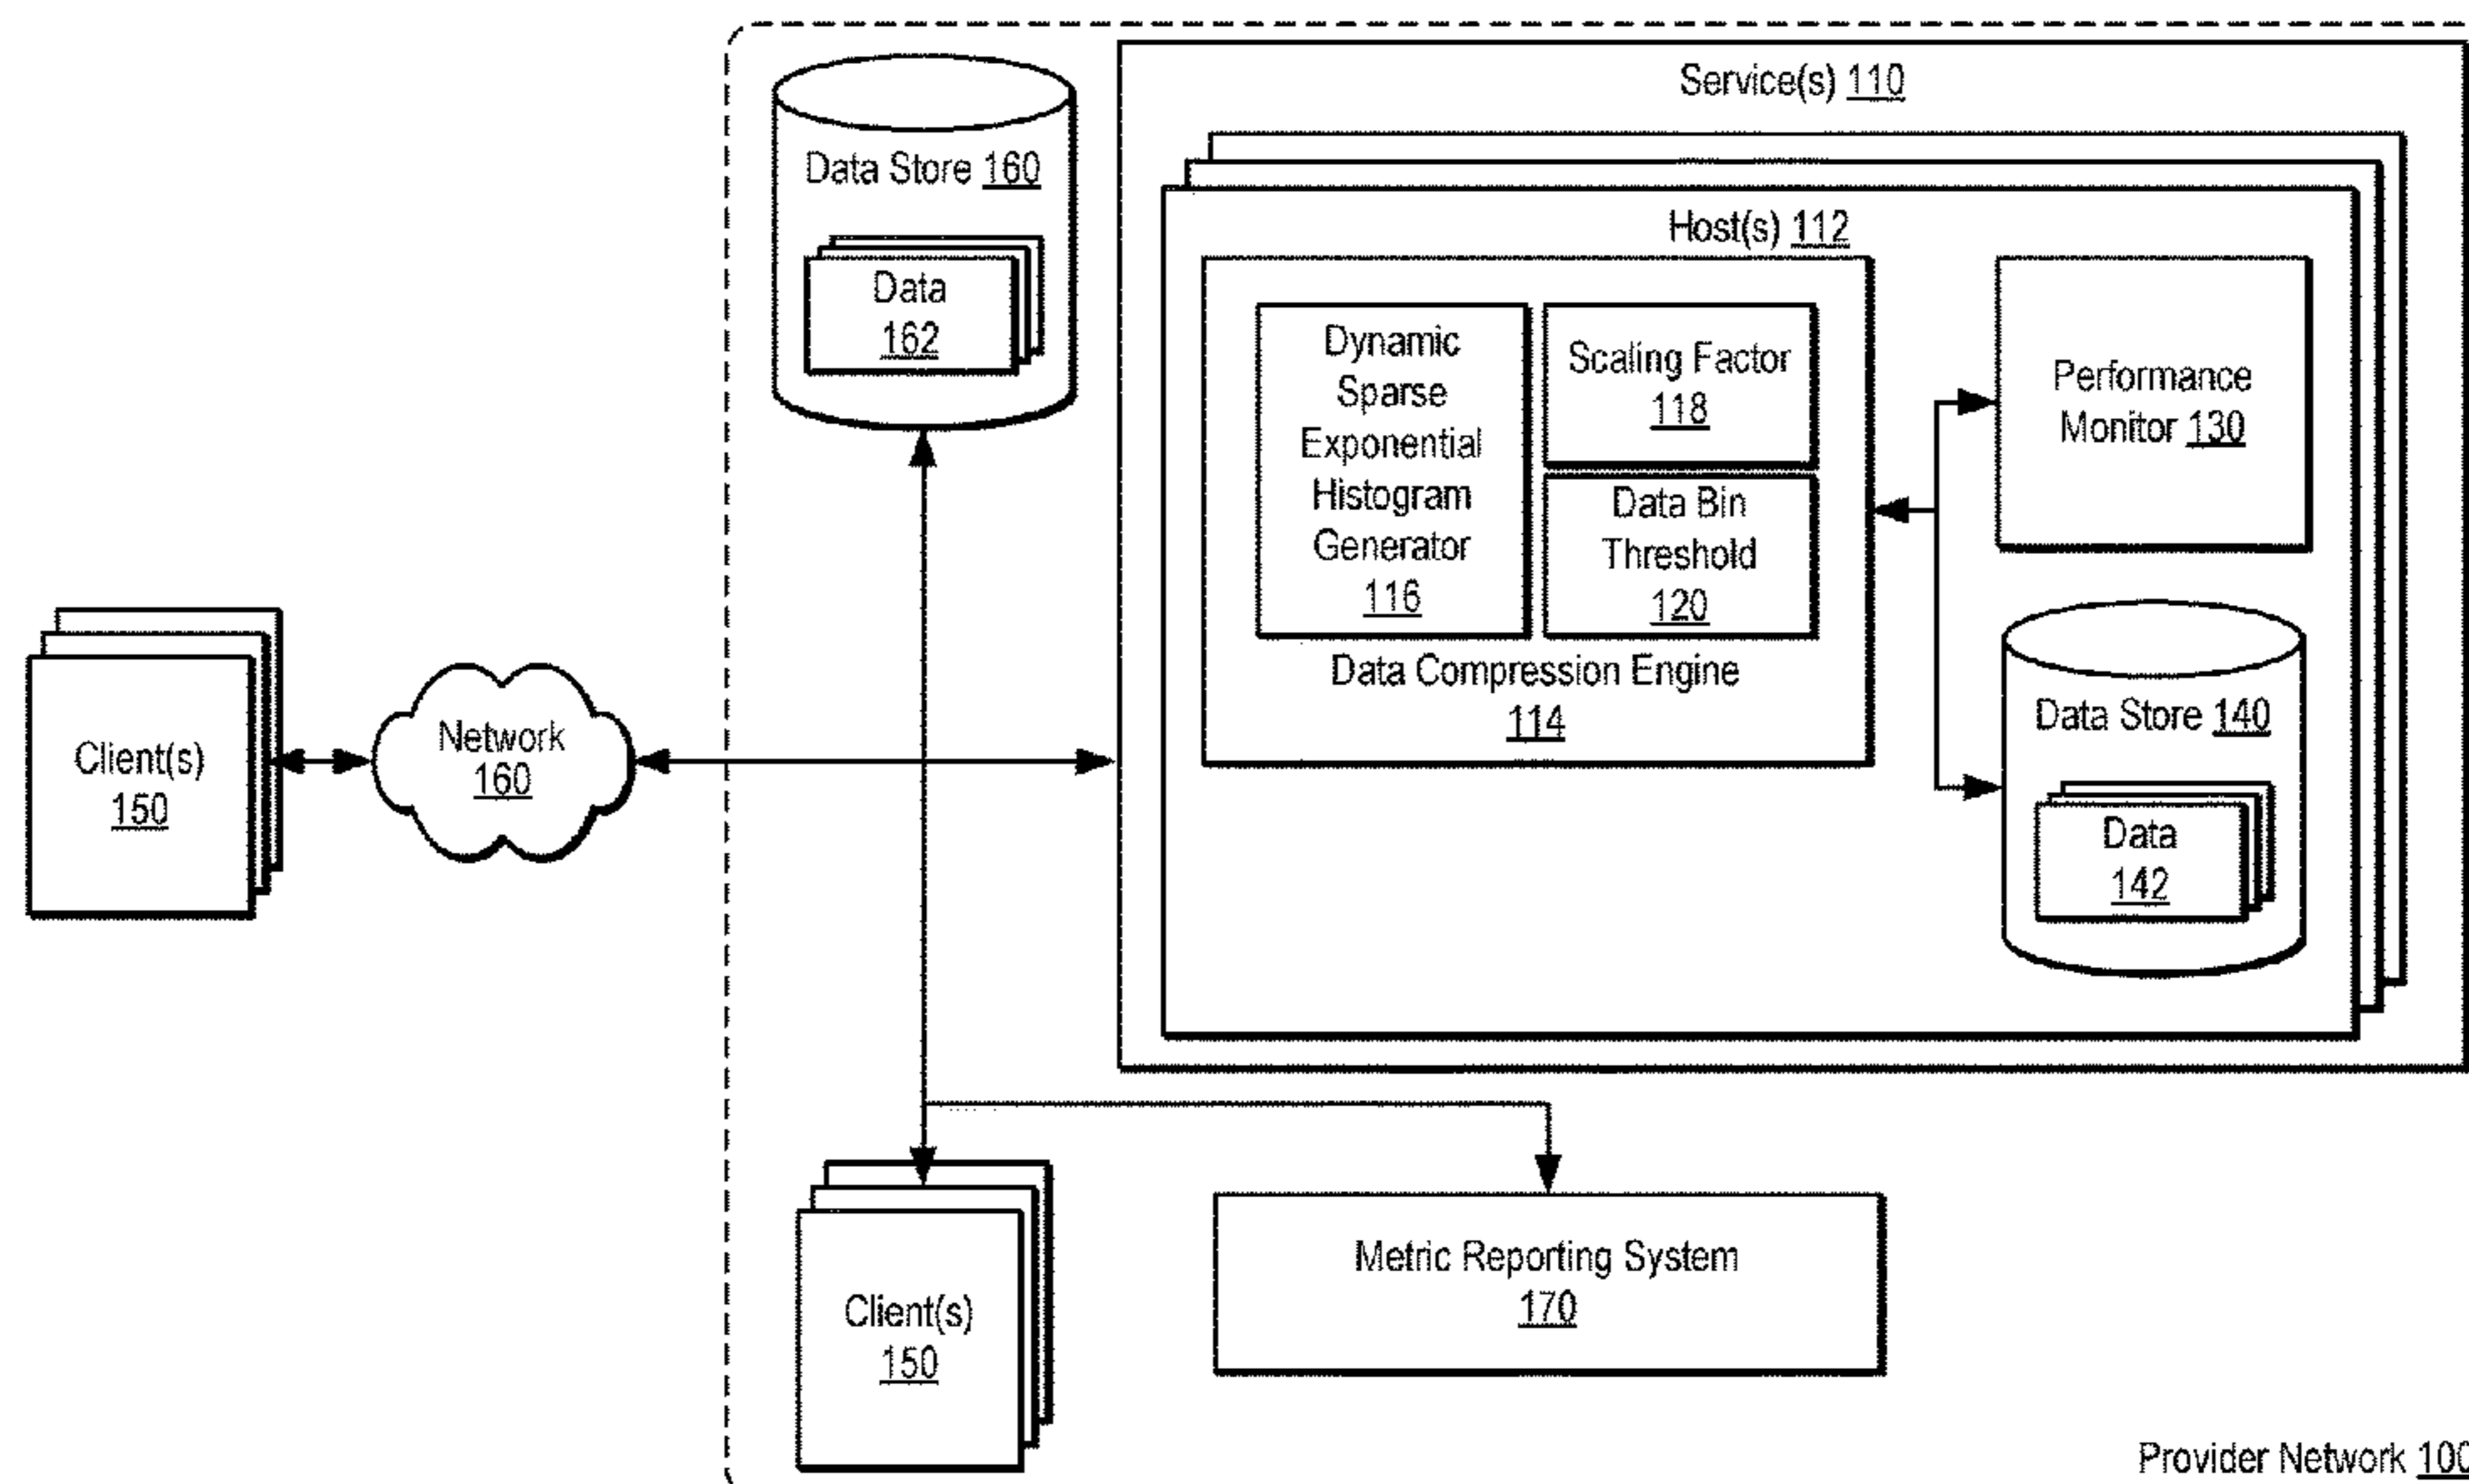 Service(s) 110
Data Store 160
Data
162
Host(s) 112
Dynamic
Sparse
Exponential
Histogram
Generator
116
Scaling Factor
118
Data Bin
Threshold
120
Data Compression Engine
114
Performance
Monitor 130
Data Store 140
Data
142
Client(s)
150
Network
160
Client(s)
150
Metric Reporting System
170
Provider Network 100